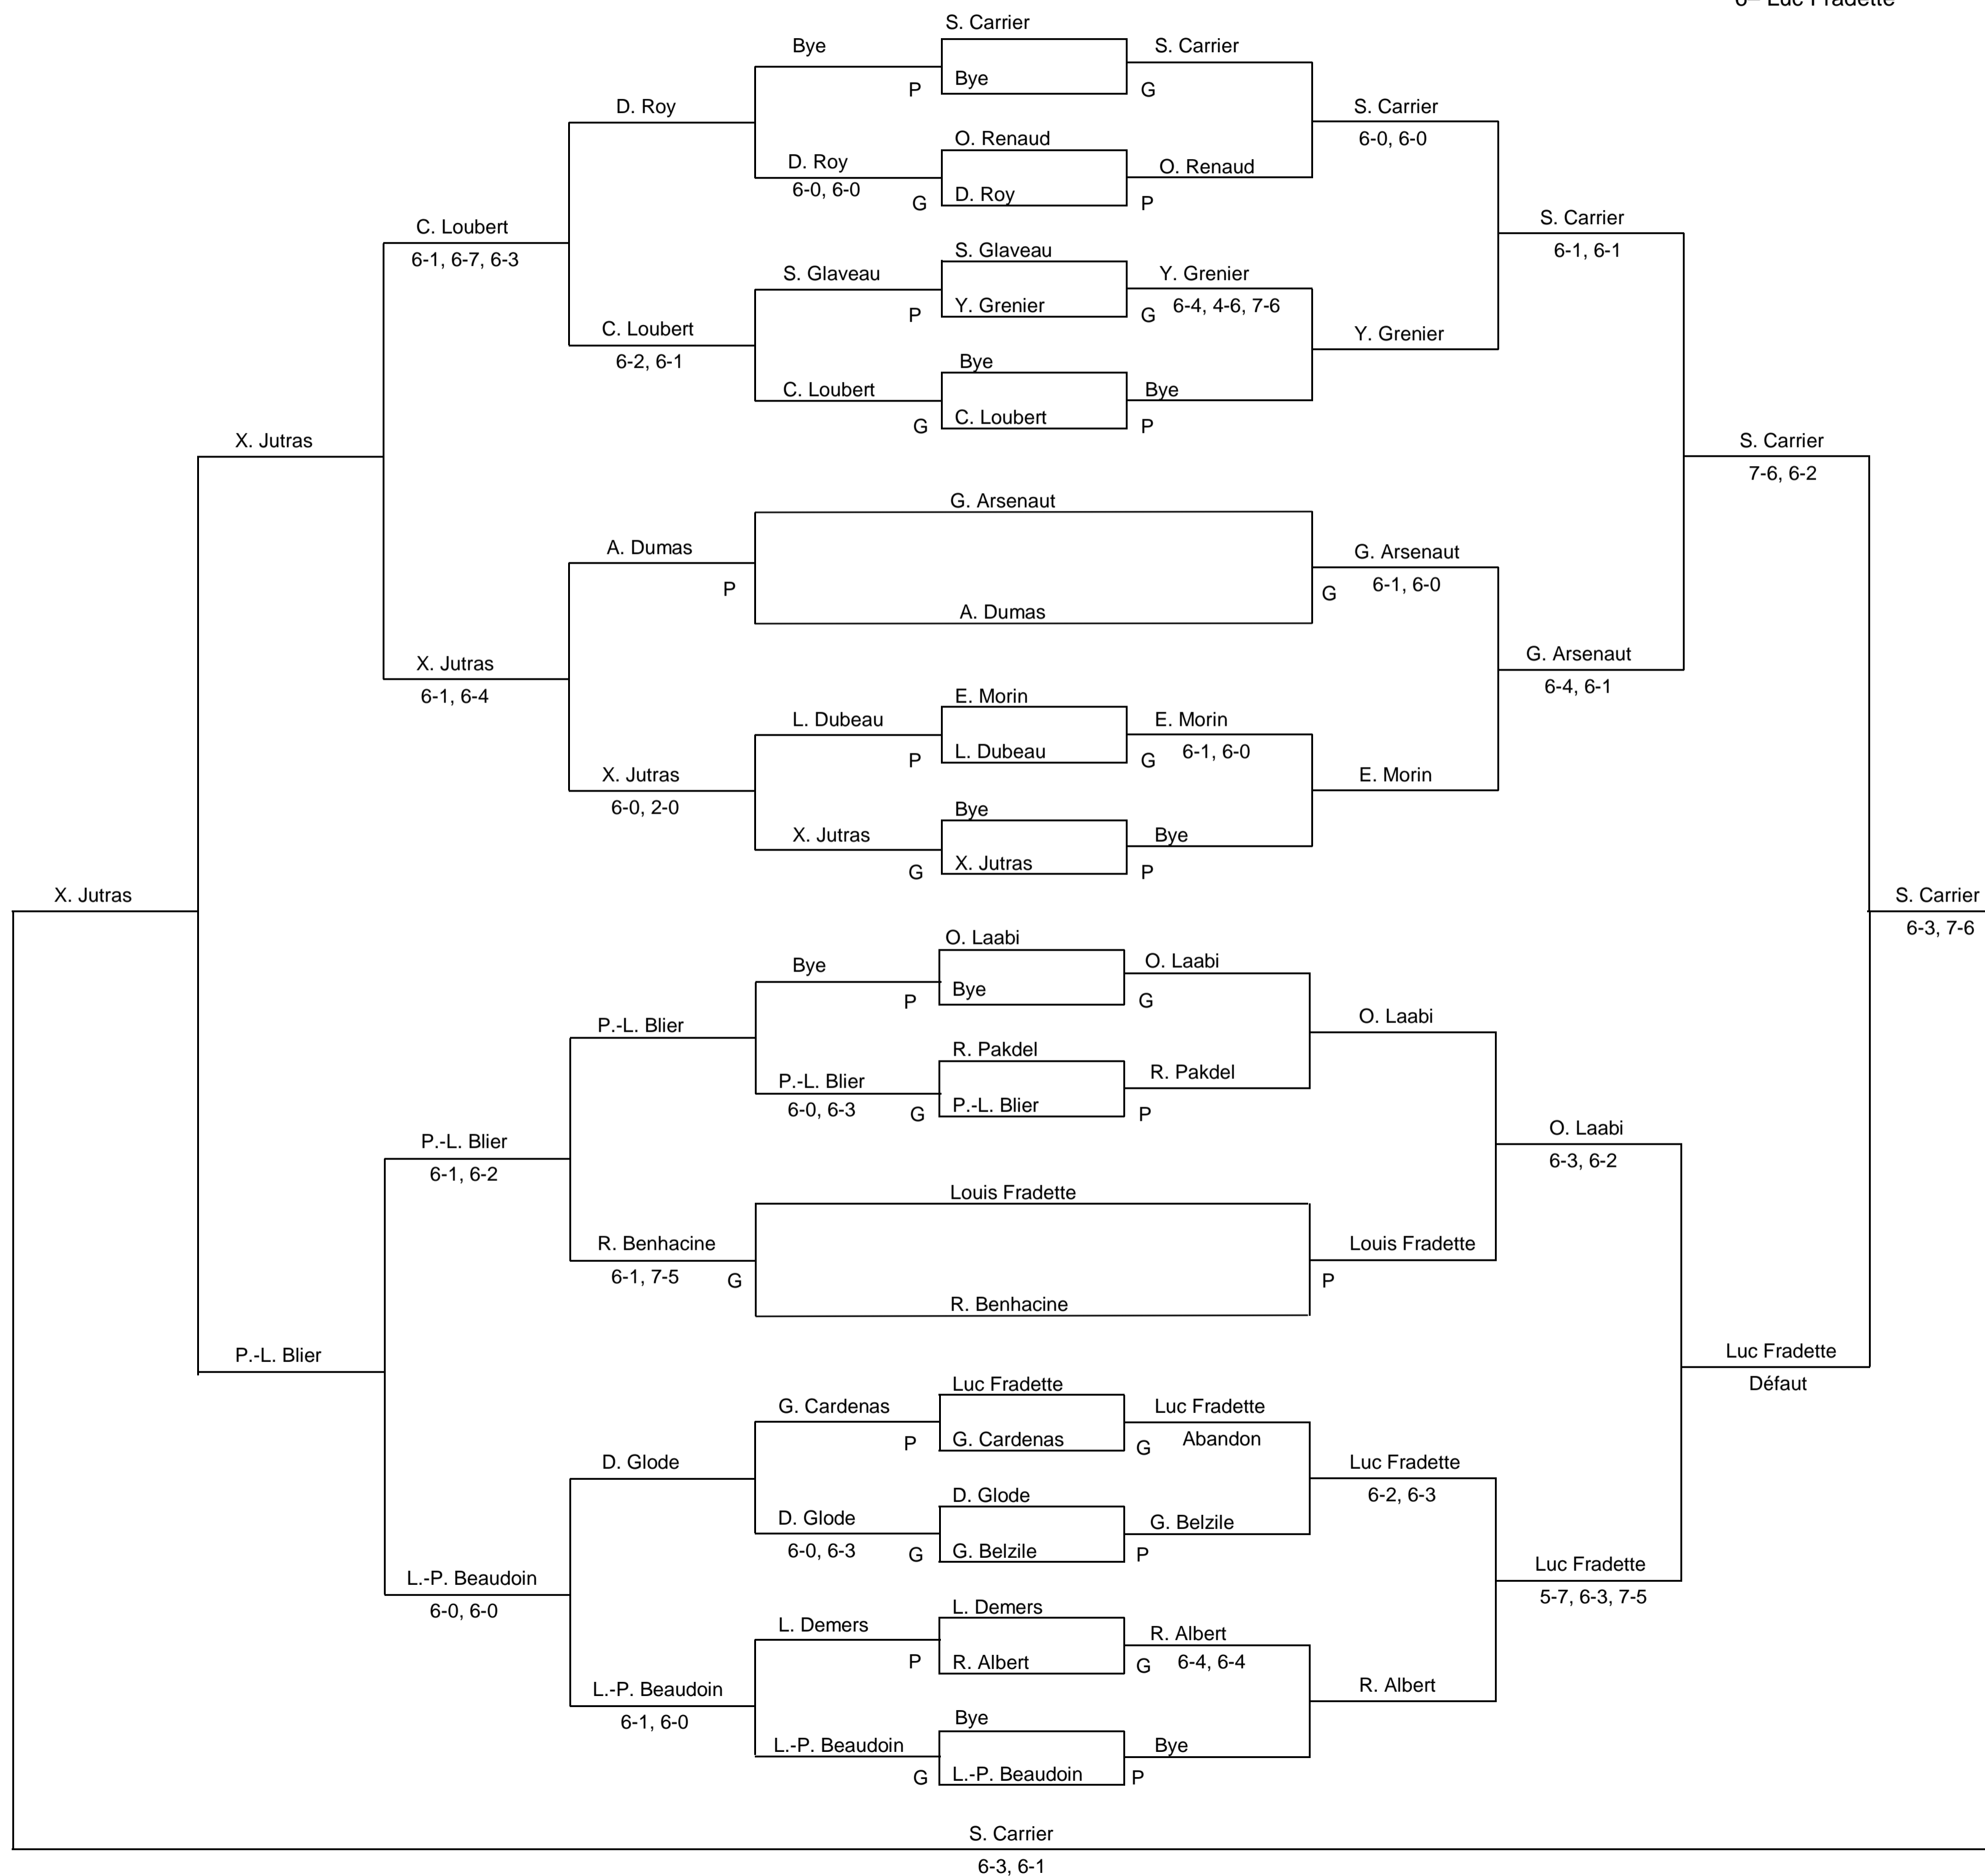 6– Luc Fradette
S. Carrier
Bye
S. Carrier
P
Bye
G
D. Roy
S. Carrier
6-0, 6-0
O. Renaud
D. Roy
O. Renaud
6-0, 6-0
G
D. Roy
P
C. Loubert
6-1, 6-7, 6-3
S. Carrier
6-1, 6-1
S. Glaveau
S. Glaveau
Y. Grenier
P
Y. Grenier
G
6-4, 4-6, 7-6
C. Loubert
6-2, 6-1
Y. Grenier
Bye
C. Loubert
Bye
G
C. Loubert
P
X. Jutras
S. Carrier
7-6, 6-2
G. Arsenaut
A. Dumas
G. Arsenaut
P
G
6-1, 6-0
A. Dumas
X. Jutras
6-1, 6-4
G. Arsenaut
6-4, 6-1
E. Morin
L. Dubeau
E. Morin
P
L. Dubeau
G
6-1, 6-0
X. Jutras
6-0, 2-0
E. Morin
Bye
X. Jutras
Bye
G
X. Jutras
P
X. Jutras
S. Carrier
6-3, 7-6
O. Laabi
Bye
O. Laabi
P
Bye
G
P.-L. Blier
O. Laabi
R. Pakdel
P.-L. Blier
R. Pakdel
6-0, 6-3
G
P.-L. Blier
P
P.-L. Blier
6-1, 6-2
O. Laabi
6-3, 6-2
Louis Fradette
R. Benhacine
Louis Fradette
6-1, 7-5
G
P
R. Benhacine
P.-L. Blier
Luc Fradette
Défaut
Luc Fradette
G. Cardenas
Luc Fradette
P
G. Cardenas
G
Abandon
D. Glode
Luc Fradette
6-2, 6-3
D. Glode
D. Glode
G. Belzile
6-0, 6-3
G
G. Belzile
P
L.-P. Beaudoin
6-0, 6-0
Luc Fradette
5-7, 6-3, 7-5
L. Demers
L. Demers
R. Albert
P
R. Albert
G
6-4, 6-4
L.-P. Beaudoin
6-1, 6-0
R. Albert
Bye
L.-P. Beaudoin
Bye
G
L.-P. Beaudoin
P
S. Carrier
6-3, 6-1